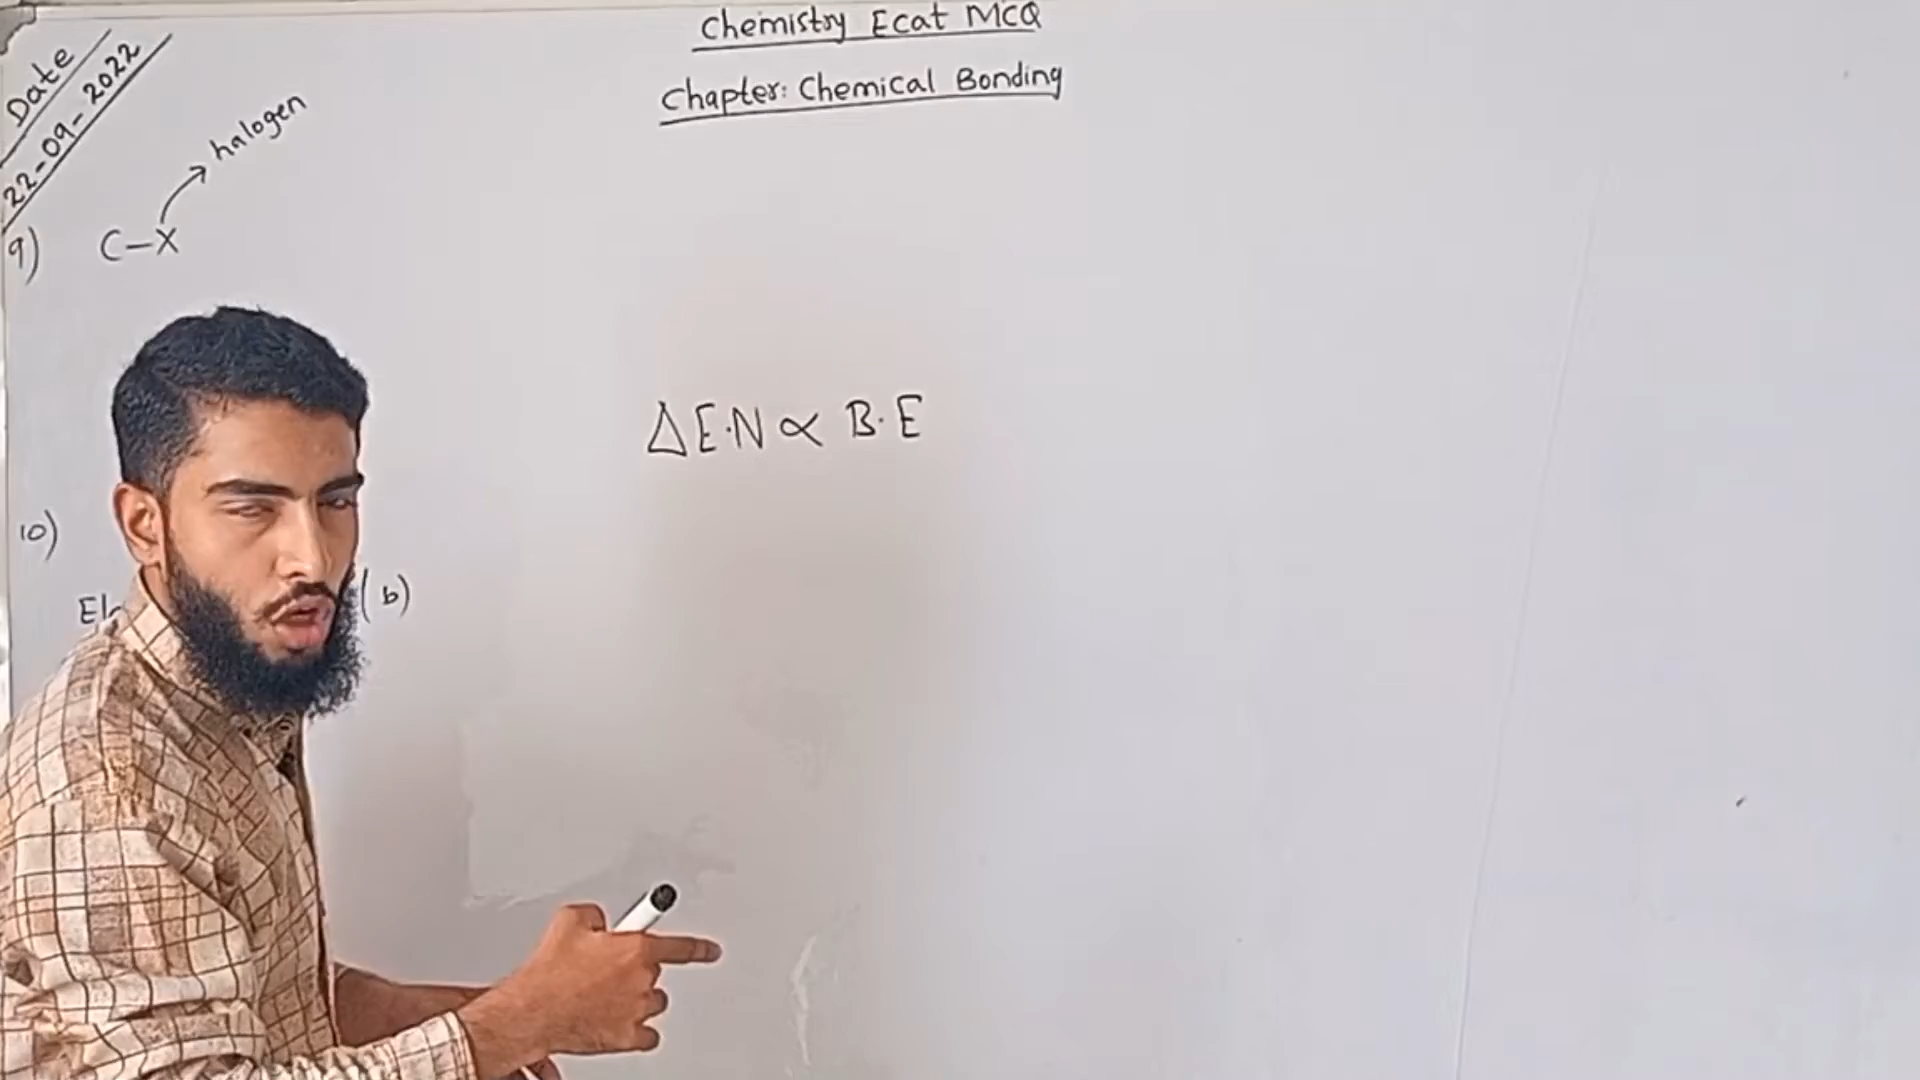 Chemistry Ecat MCQ
Chapter: Chemical Bonding
Date
22-09-2022
halogen
9) C-X
ΔE.N ∝ B.E
10)
(b)